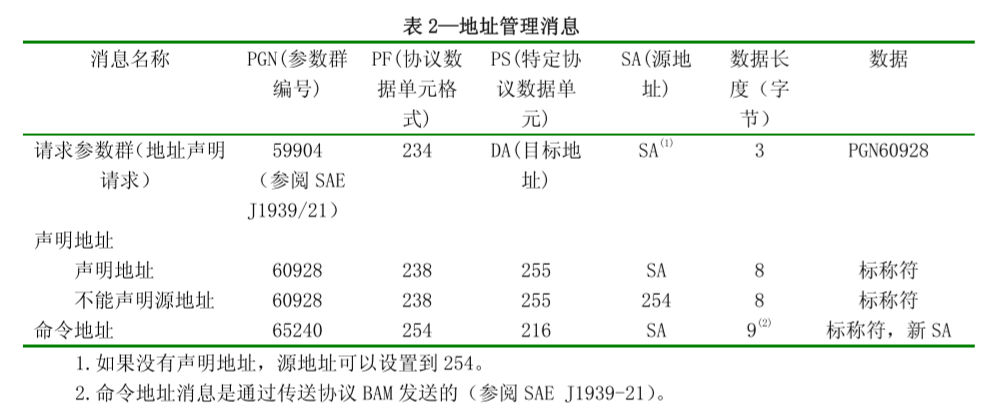 表 2—地址管理消息
消息名称 PGN(参数群编号) PF(协议数据单元格式) PS(特定协议数据单元) SA(源地址) 数据长度（字节） 数据
请求参数群(地址声明请求） 59904（参阅 SAE J1939/21） 234 DA(目标地址) SA(1) 3 PGN60928
声明地址
声明地址 60928 238 255 SA 8 标称符
不能声明源地址 60928 238 255 254 8 标称符
命令地址 65240 254 216 SA 9(2) 标称符，新 SA
1.如果没有声明地址，源地址可以设置到 254。
2.命令地址消息是通过传送协议 BAM 发送的（参阅 SAE J1939-21）。